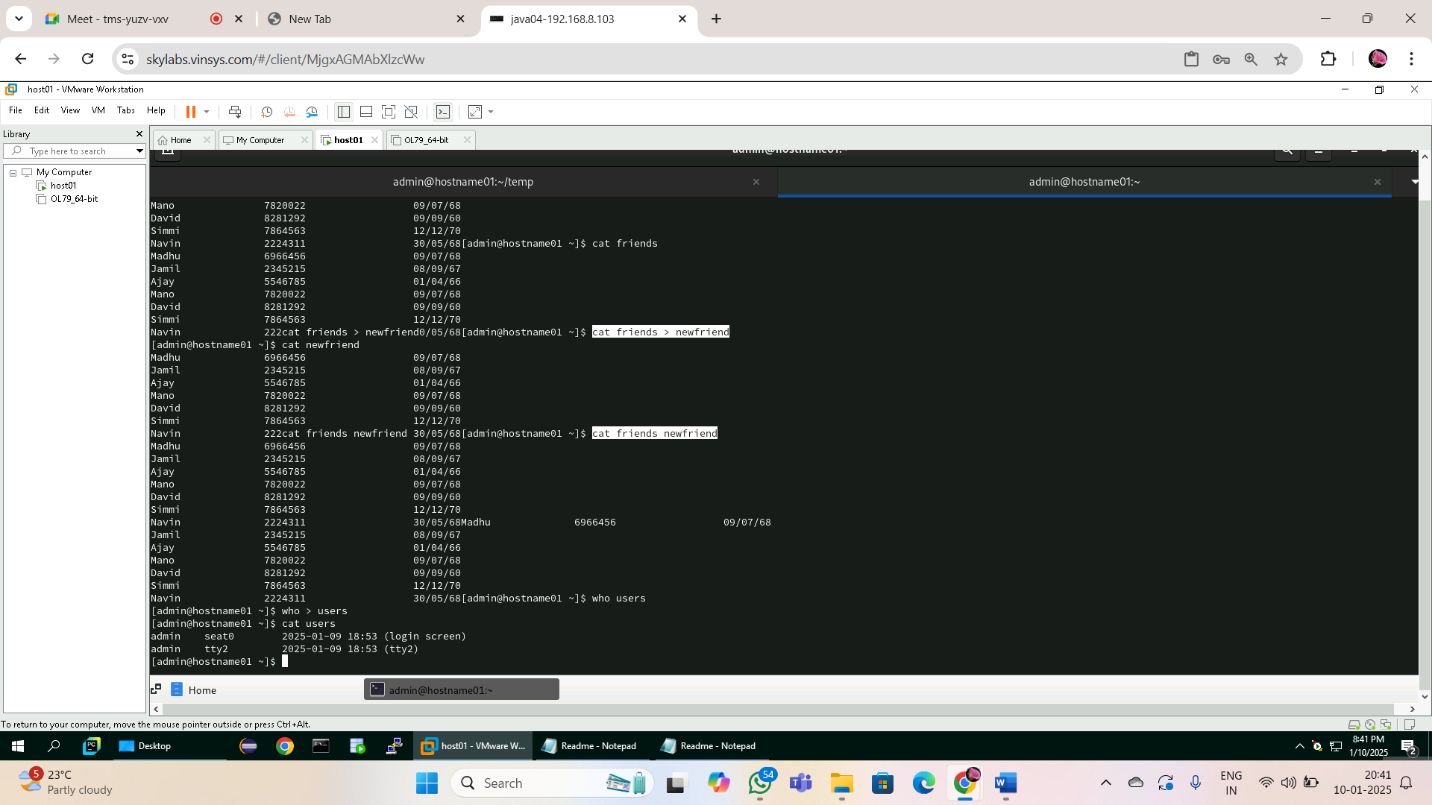 Meet - tms-yuzv-vxv
New Tab
java04-192.168.8.103
skylabs.vinsys.com/#/client/MjgxAGMAbXlzcWw
host01 - VMware Workstation
File Edit View VM Tabs Help
Library
Home
My Computer
host01
OL79_64-bit
Type here to search
My Computer
host01
OL79_64-bit
admin@hostname01:~/temp
admin@hostname01:~
Mano 7820022 09/07/68
David 8281292 09/09/60
Simmi 7864563 12/12/70
Navin 2224311 30/05/68[admin@hostname01 ~]$ cat friends
Madhu 6966456 09/07/68
Jamil 2345215 08/09/67
Ajay 5546785 01/04/66
Mano 7820022 09/07/68
David 8281292 09/09/60
Simmi 7864563 12/12/70
Navin 222cat friends > newfriend0/05/68[admin@hostname01 ~]$ cat friends > newfriend
[admin@hostname01 ~]$ cat newfriend
Madhu 6966456 09/07/68
Jamil 2345215 08/09/67
Ajay 5546785 01/04/66
Mano 7820022 09/07/68
David 8281292 09/09/60
Simmi 7864563 12/12/70
Navin 222cat friends newfriend 30/05/68[admin@hostname01 ~]$ cat friends newfriend
Madhu 6966456 09/07/68
Jamil 2345215 08/09/67
Ajay 5546785 01/04/66
Mano 7820022 09/07/68
David 8281292 09/09/60
Simmi 7864563 12/12/70
Navin 2224311 30/05/68Madhu 6966456 09/07/68
Jamil 2345215 08/09/67
Ajay 5546785 01/04/66
Mano 7820022 09/07/68
David 8281292 09/09/60
Simmi 7864563 12/12/70
Navin 2224311 30/05/68[admin@hostname01 ~]$ who users
[admin@hostname01 ~]$ who > users
[admin@hostname01 ~]$ cat users
admin seat0 2025-01-09 18:53 (login screen)
admin tty2 2025-01-09 18:53 (tty2)
[admin@hostname01 ~]$
Home
admin@hostname01:~
To return to your computer, move the mouse pointer outside or press Ctrl+Alt.
Desktop
host01 - VMware W...
Readme - Notepad
Readme - Notepad
8:41 PM
1/10/2025
2
5
23°C
Partly cloudy
Search
54
ENG
IN
20:41
10-01-2025